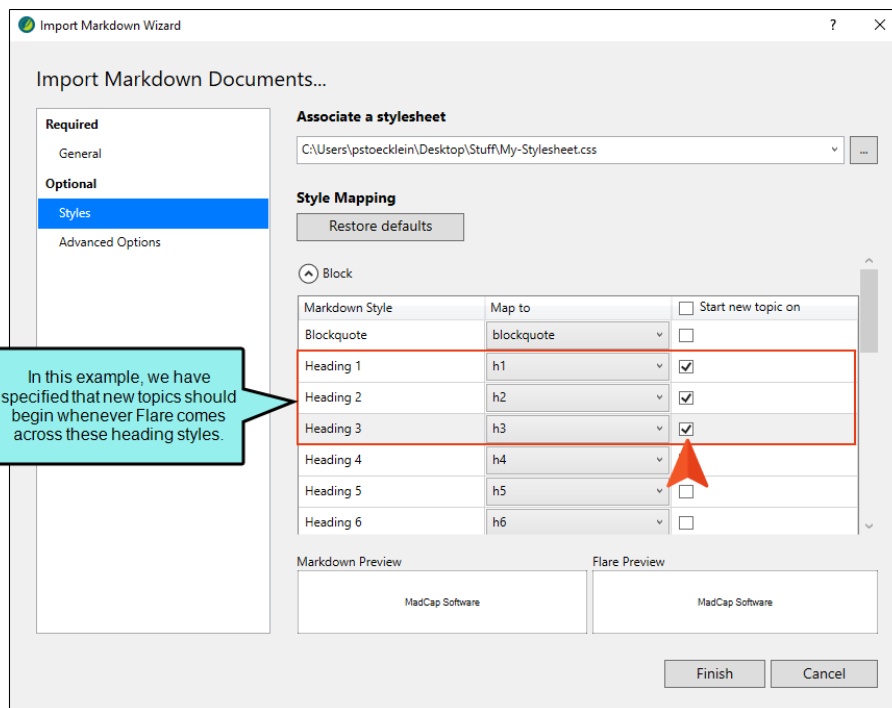 Import Markdown Wizard
?
Import Markdown Documents...
Required
General
Optional
Styles
Advanced Options
Associate a stylesheet
C:\Users\pstoecklein\Desktop\Stuff\My-Stylesheet.css
...
Style Mapping
Restore defaults
Block
Markdown Style Map to Start new topic on
Blockquote blockquote
Heading 1 h1
Heading 2 h2
Heading 3 h3
Heading 4 h4
Heading 5 h5
Heading 6 h6
In this example, we have
specified that new topics should
begin whenever Flare comes
across these heading styles.
Markdown Preview Flare Preview
MadCap Software MadCap Software
Finish Cancel